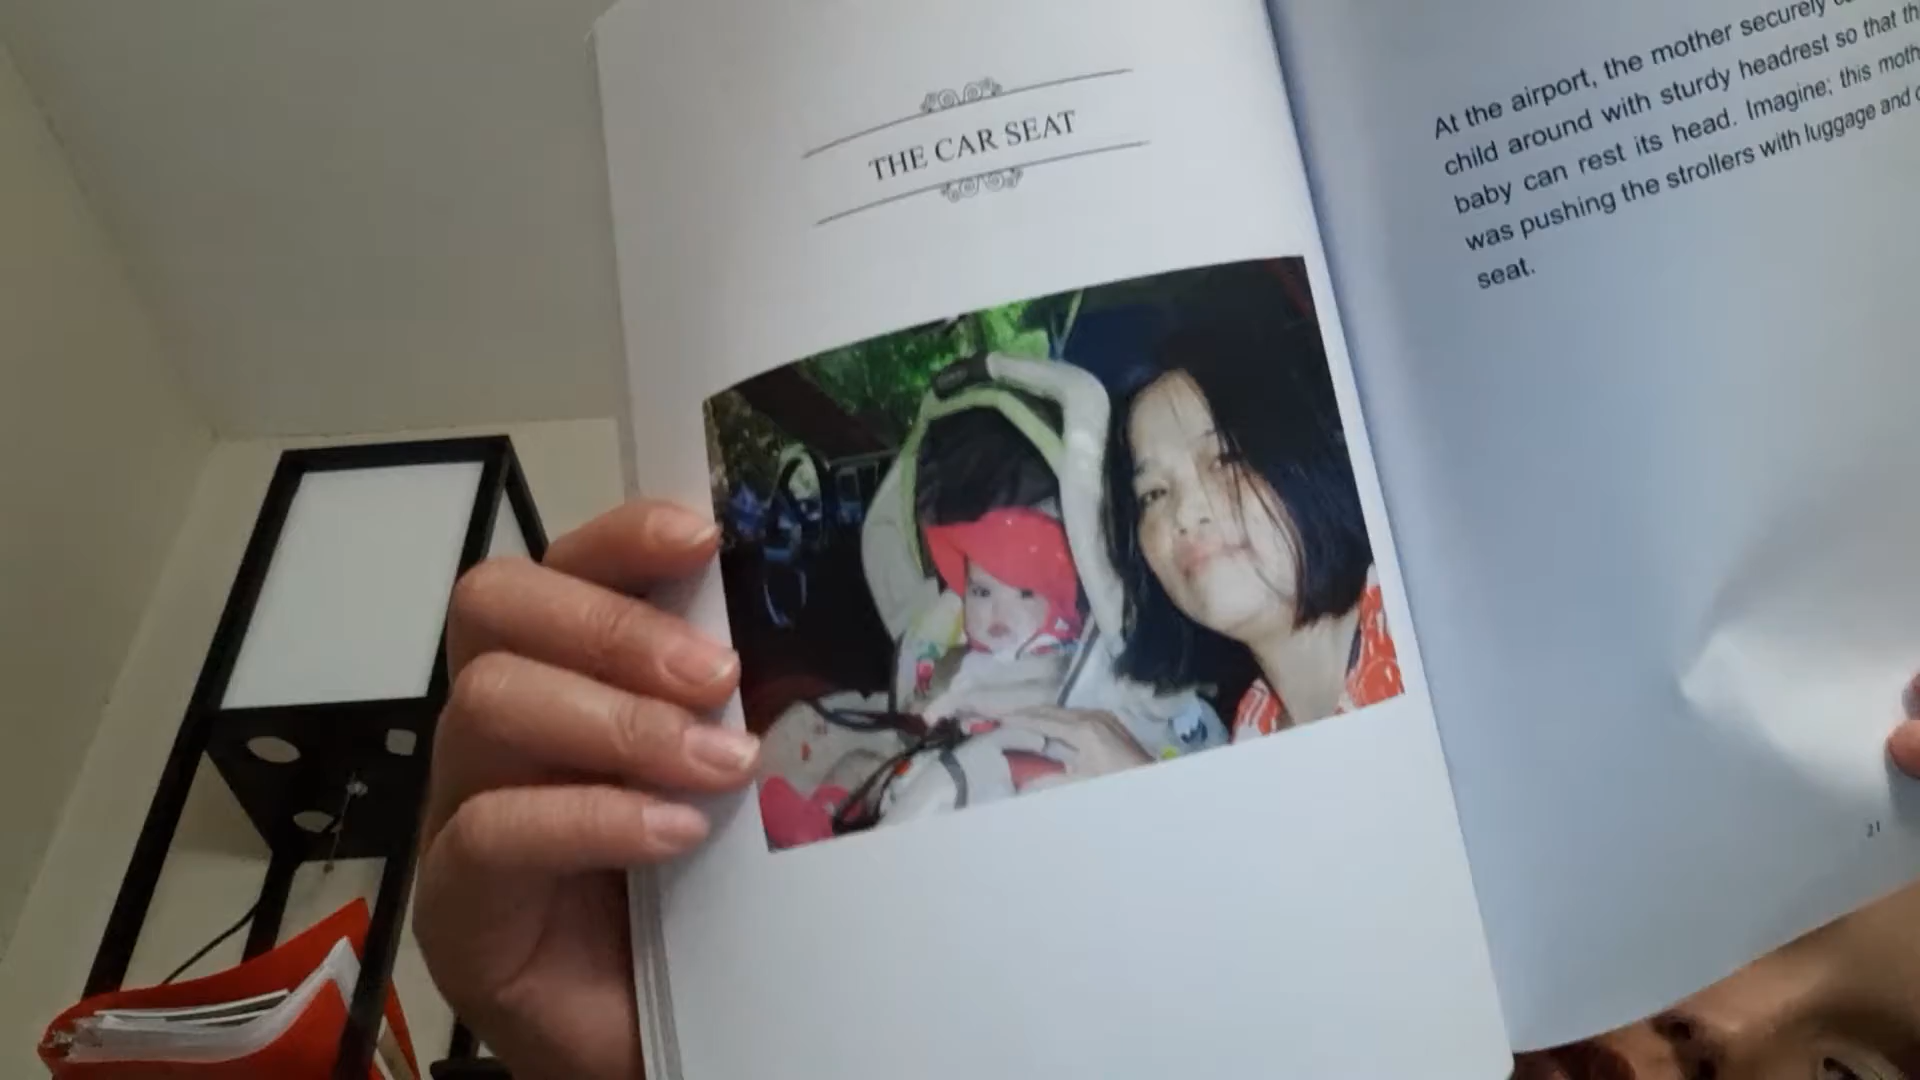 THE CAR SEAT
At the airport, the mother securely
child around with sturdy headrest so that
baby can rest its head. Imagine; this
was pushing the strollers with luggage and
seat.
21